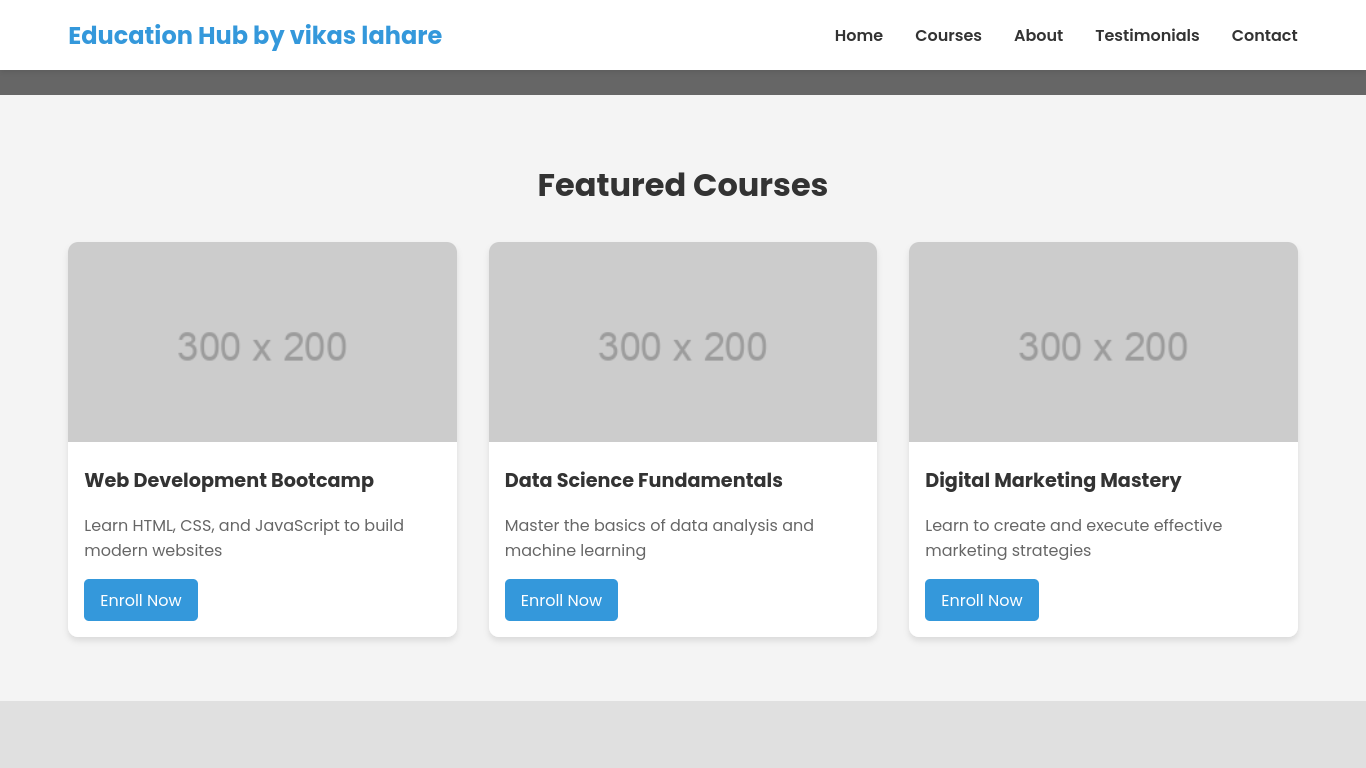 Education Hub by vikas lahare
Home
Courses
About
Testimonials
Contact
Featured Courses
300 x 200
Web Development Bootcamp
Learn HTML, CSS, and JavaScript to build
modern websites
Enroll Now
300 x 200
Data Science Fundamentals
Master the basics of data analysis and
machine learning
Enroll Now
300 x 200
Digital Marketing Mastery
Learn to create and execute effective
marketing strategies
Enroll Now